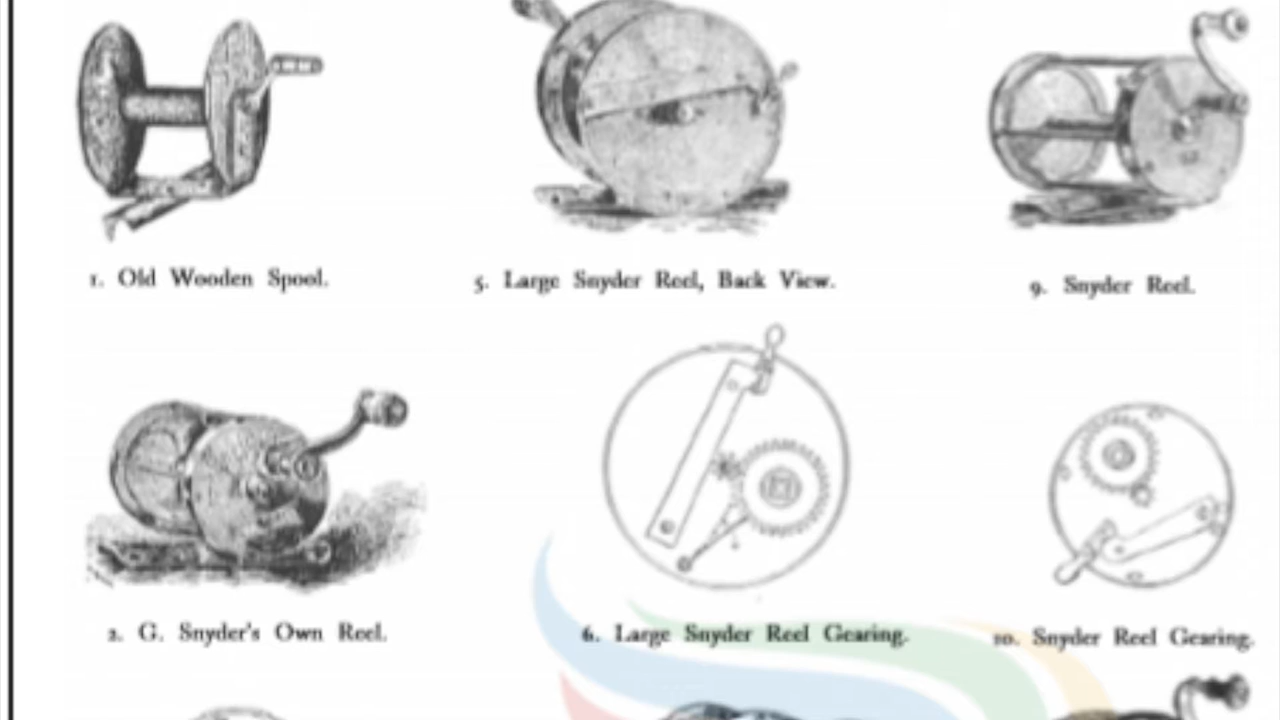 1. Old Wooden Spool.
5. Large Snyder Reel, Back View.
9. Snyder Reel.
2. G. Snyder's Own Reel.
6. Large Snyder Reel Gearing.
10. Snyder Reel Gearing.